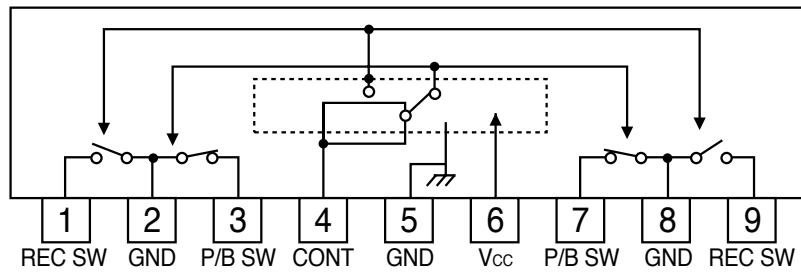 1 2 3 4 5 6 7 8 9
REC SW GND P/B SW CONT GND Vcc P/B SW GND REC SW